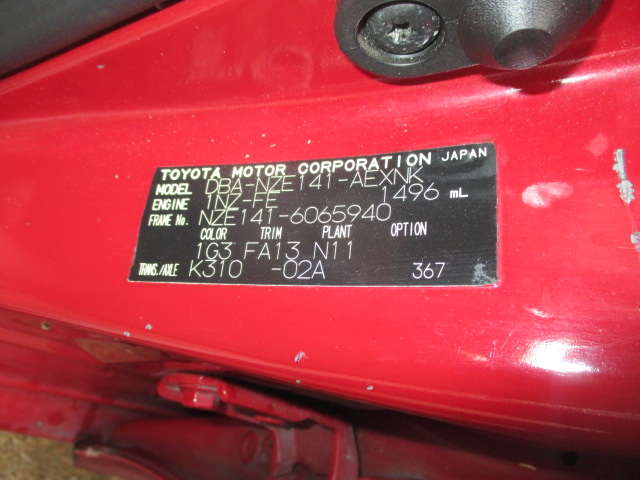 TOYOTA MOTOR CORPORATION JAPAN
MODEL DBA-NZE141-AEXNK
ENGINE 1NZ-FE 1496 mL
FRAME No. NZE141-6065940
COLOR TRIM PLANT OPTION
1G3 FA13 N11
TRANS./AXLE K310 -02A 367